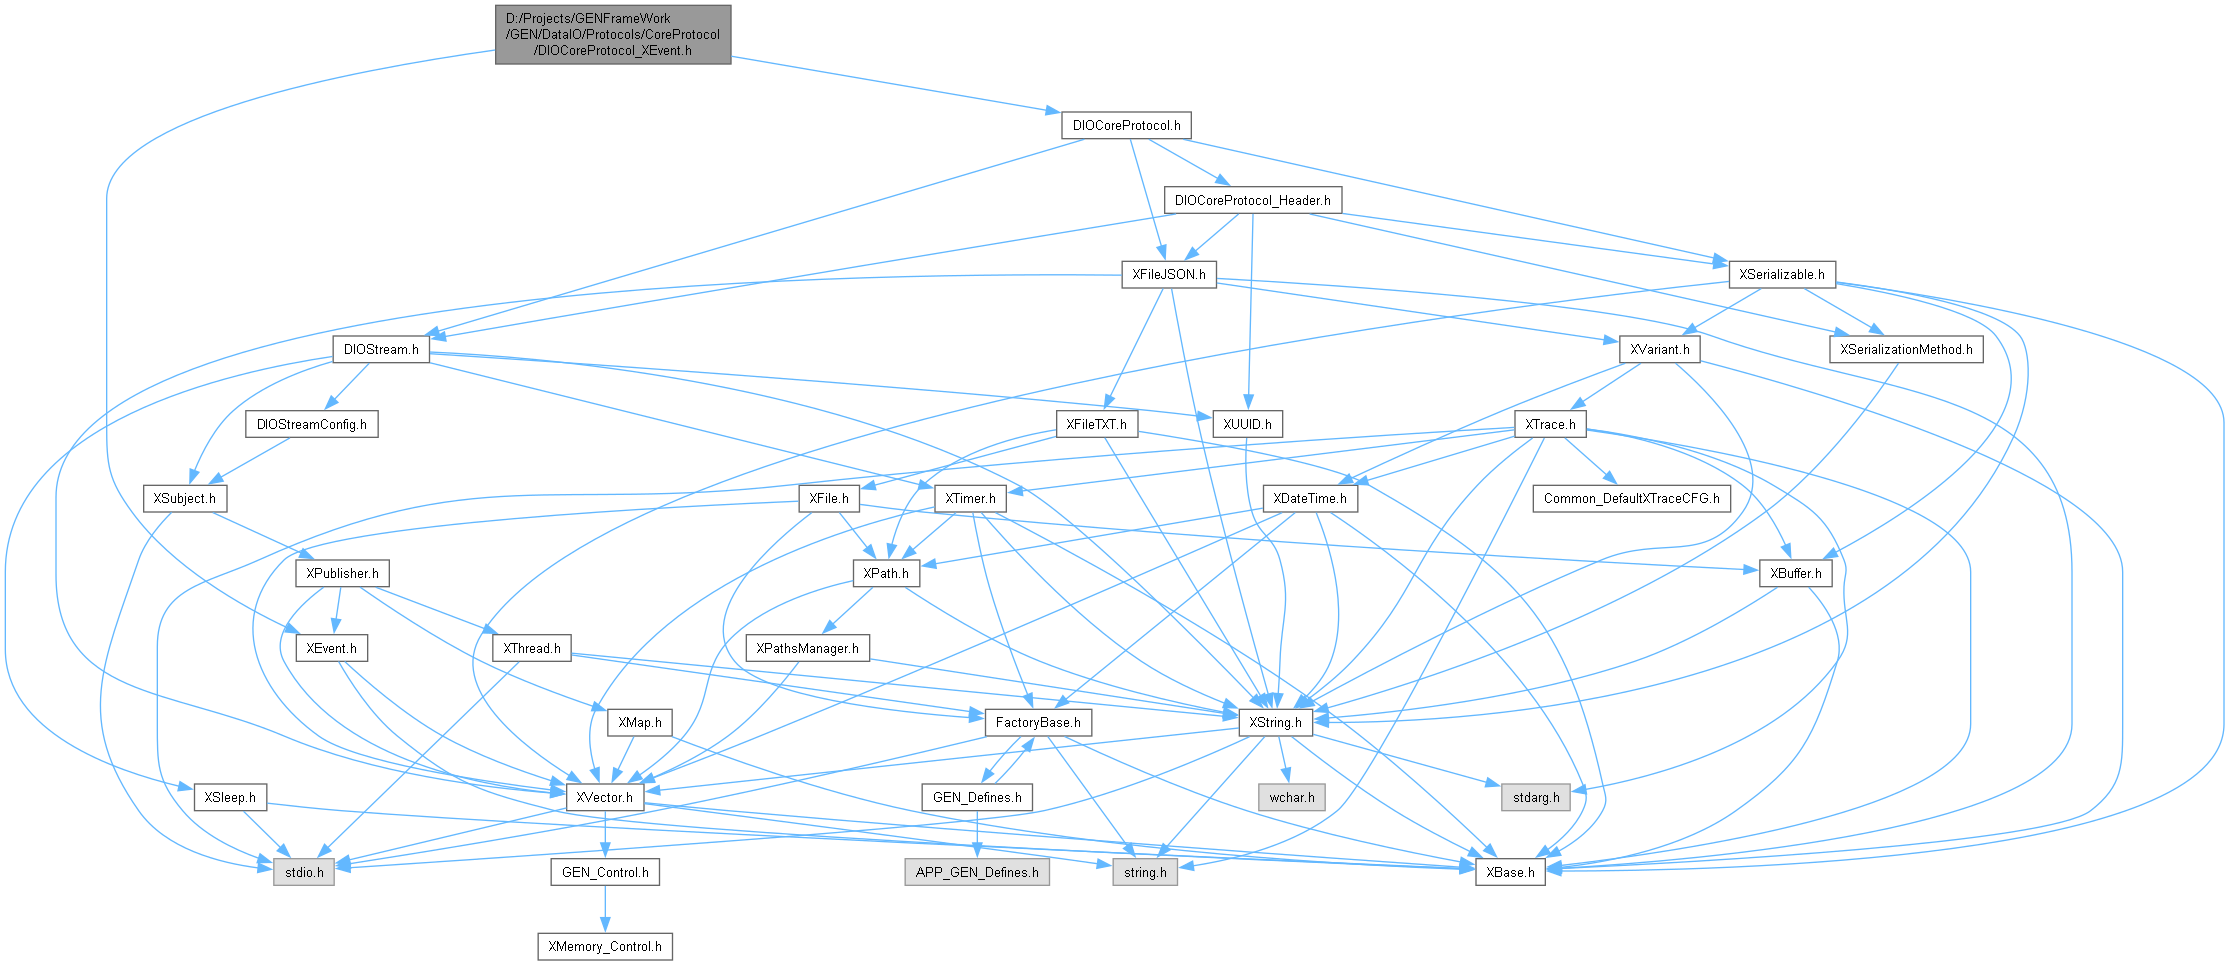 D:/Projects/GENFrameWork
/GEN/DataIO/Protocols/CoreProtocol
/DIOCoreProtocol_XEvent.h
DIOCoreProtocol.h
DIOCoreProtocol_Header.h
XFileJSON.h
XSerializable.h
DIOStream.h
XVariant.h
XSerializationMethod.h
DIOStreamConfig.h
XFileTXT.h
XUUID.h
XTrace.h
XSubject.h
XFile.h
XTimer.h
XDateTime.h
Common_DefaultXTraceCFG.h
XPublisher.h
XPath.h
XBuffer.h
XEvent.h
XThread.h
XPathsManager.h
XMap.h
FactoryBase.h
XString.h
XSleep.h
XVector.h
GEN_Defines.h
wchar.h
stdarg.h
stdio.h
GEN_Control.h
APP_GEN_Defines.h
string.h
XBase.h
XMemory_Control.h